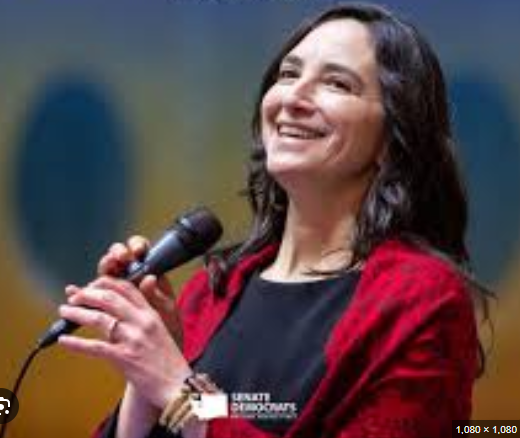 SENATE
DEMOCRATS
1,080 × 1,080